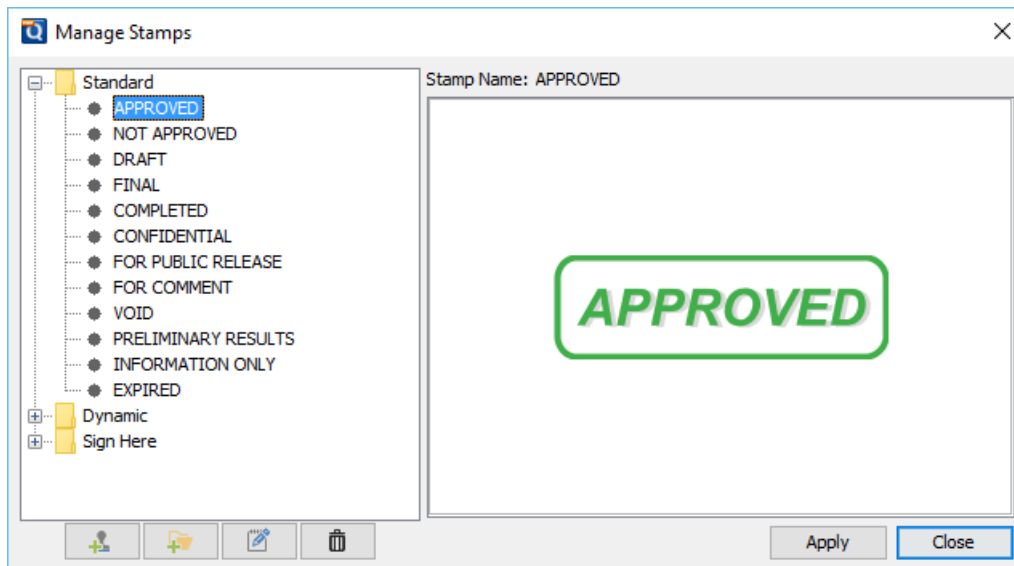 Manage Stamps
Standard
APPROVED
NOT APPROVED
DRAFT
FINAL
COMPLETED
CONFIDENTIAL
FOR PUBLIC RELEASE
FOR COMMENT
VOID
PRELIMINARY RESULTS
INFORMATION ONLY
EXPIRED
Dynamic
Sign Here
Stamp Name: APPROVED
APPROVED
Apply
Close